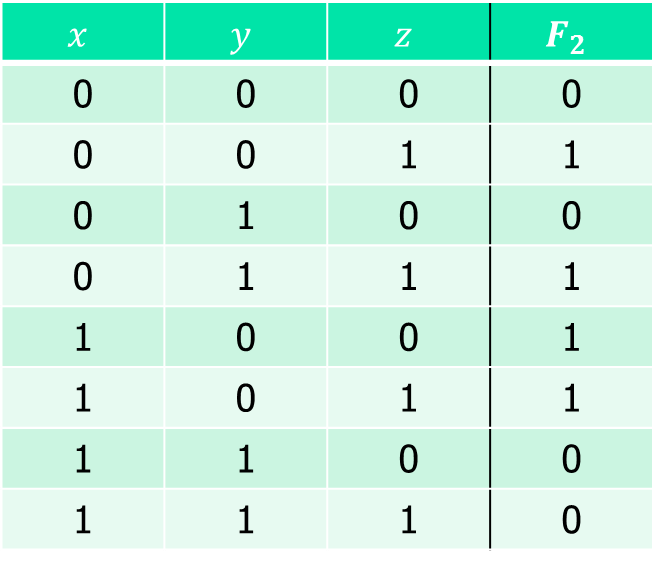 x y z F₂
0 0 0 0
0 0 1 1
0 1 0 0
0 1 1 1
1 0 0 1
1 0 1 1
1 1 0 0
1 1 1 0